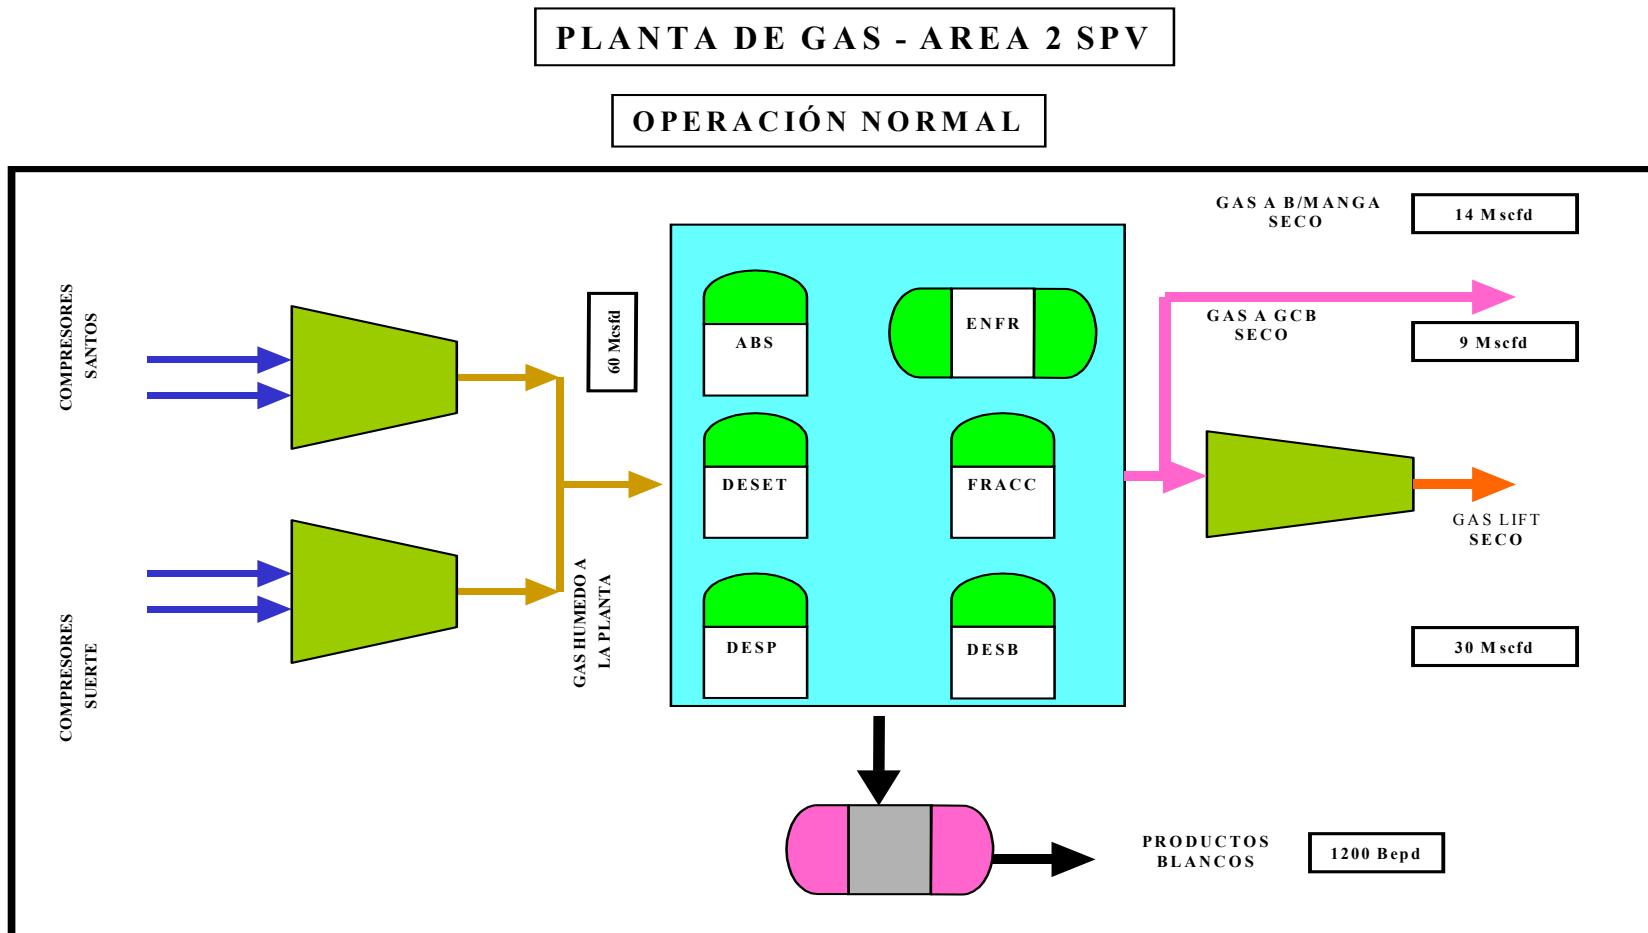 PLANTA DE GAS - AREA 2 SPV
OPERACIÓN NORMAL
COMPRESORES
SANTOS
COMPRESORES
SUERTE
60 Mcsfd
GAS HUMEDO A
LA PLANTA
ABS
ENFR
DESET
FRACC
DESP
DESB
GAS A B/MANGA
SECO
14 Mscfd
GAS A GCB
SECO
9 Mscfd
GAS LIFT
SECO
30 Mscfd
PRODUCTOS
BLANCOS
1200 Bepd